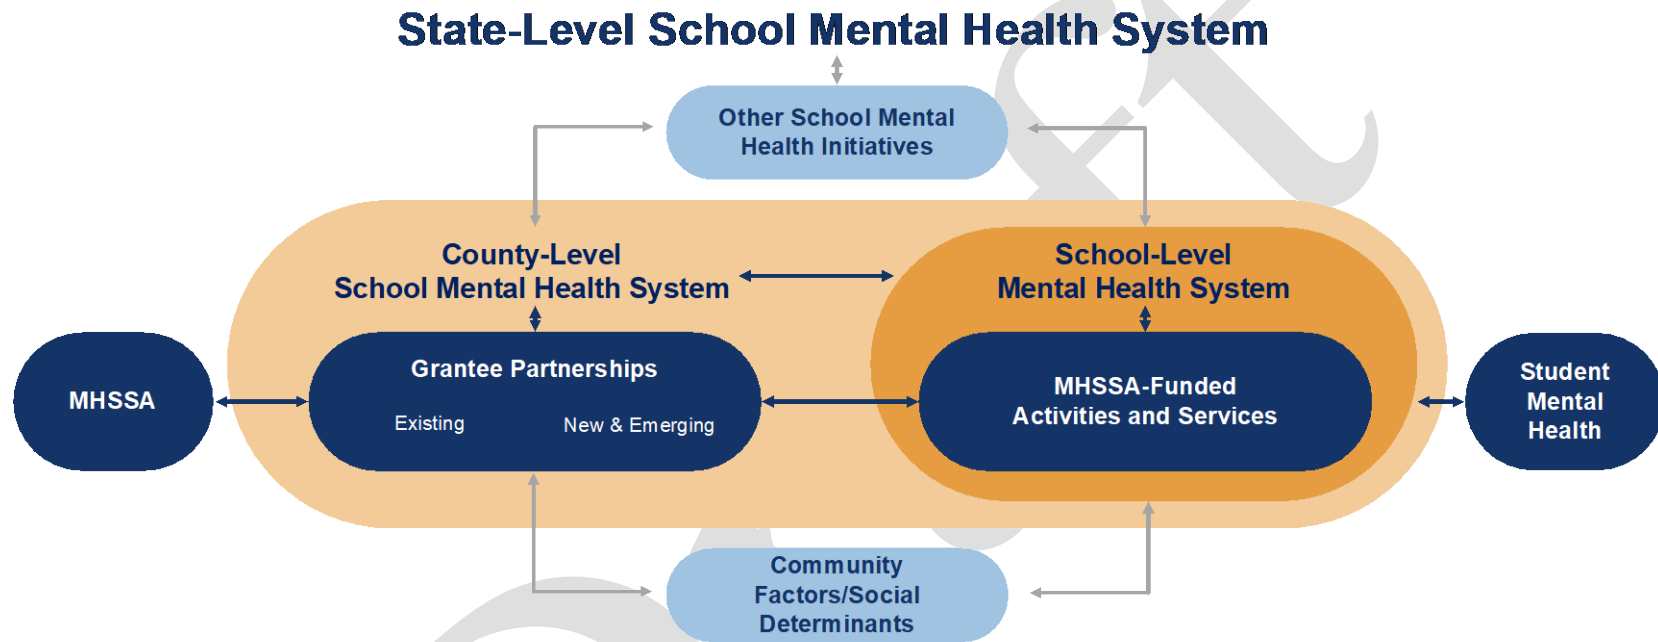 State-Level School Mental Health System
Other School Mental
Health Initiatives
County-Level
School Mental Health System
School-Level
Mental Health System
MHSSA
Grantee Partnerships
Existing
New & Emerging
MHSSA-Funded
Activities and Services
Student
Mental
Health
Community
Factors/Social
Determinants